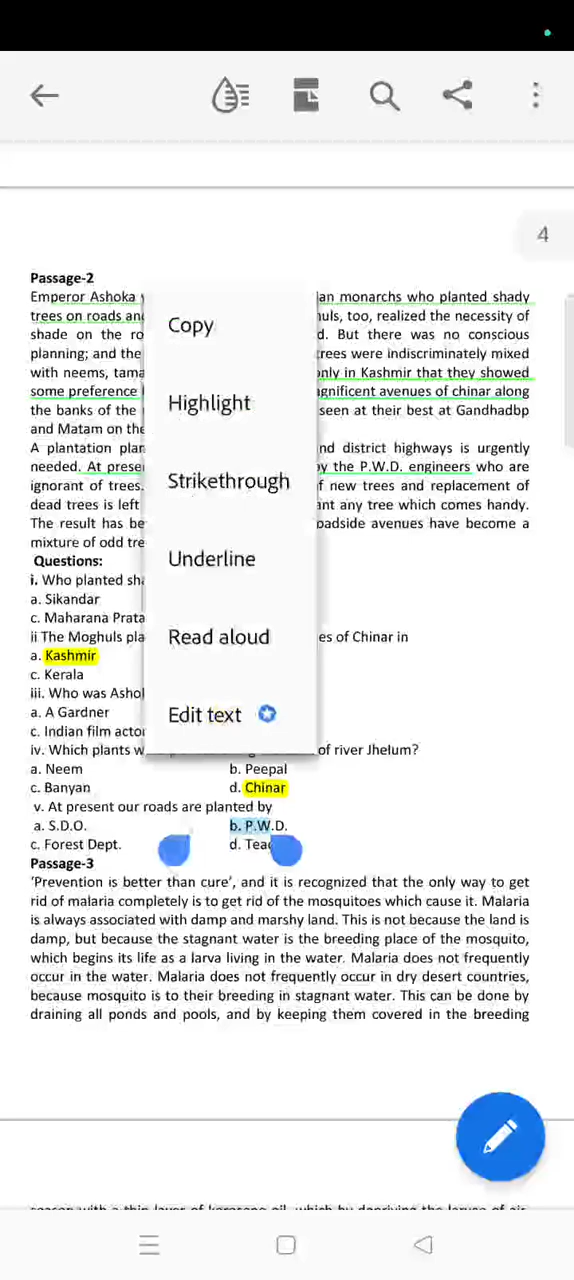 4
Passage-2
Emperor Ashoka
an monarchs who planted shady
trees on roads and
uls, too, realized the necessity of
shade on the ro
d. But there was no conscious
planning; and the
trees were indiscriminately mixed
with neems, tama
only in Kashmir that they showed
some preference
agnificent avenues of chinar along
the banks of the
seen at their best at Gandhadbp
and Matam on the
A plantation plan
nd district highways is urgently
needed. At prese
by the P.W.D. engineers who are
ignorant of trees.
f new trees and replacement of
dead trees is left
ant any tree which comes handy.
The result has be
oadside avenues have become a
mixture of odd tre
Copy
Highlight
Strikethrough
Underline
Read aloud
Edit text
Questions:
i. Who planted sha
a. Sikandar
c. Maharana Prata
ii The Moghuls pla
es of Chinar in
a. Kashmir
c. Kerala
iii. Who was Ashol
a. A Gardner
c. Indian film actor
iv. Which plants w
of river Jhelum?
a. Neem b. Peepal
c. Banyan d. Chinar
v. At present our roads are planted by
a. S.D.O. b. P.W.D.
c. Forest Dept. d. Tea
Passage-3
‘Prevention is better than cure’, and it is recognized that the only way to get
rid of malaria completely is to get rid of the mosquitoes which cause it. Malaria
is always associated with damp and marshy land. This is not because the land is
damp, but because the stagnant water is the breeding place of the mosquito,
which begins its life as a larva living in the water. Malaria does not frequently
occur in the water. Malaria does not frequently occur in dry desert countries,
because mosquito is to their breeding in stagnant water. This can be done by
draining all ponds and pools, and by keeping them covered in the breeding